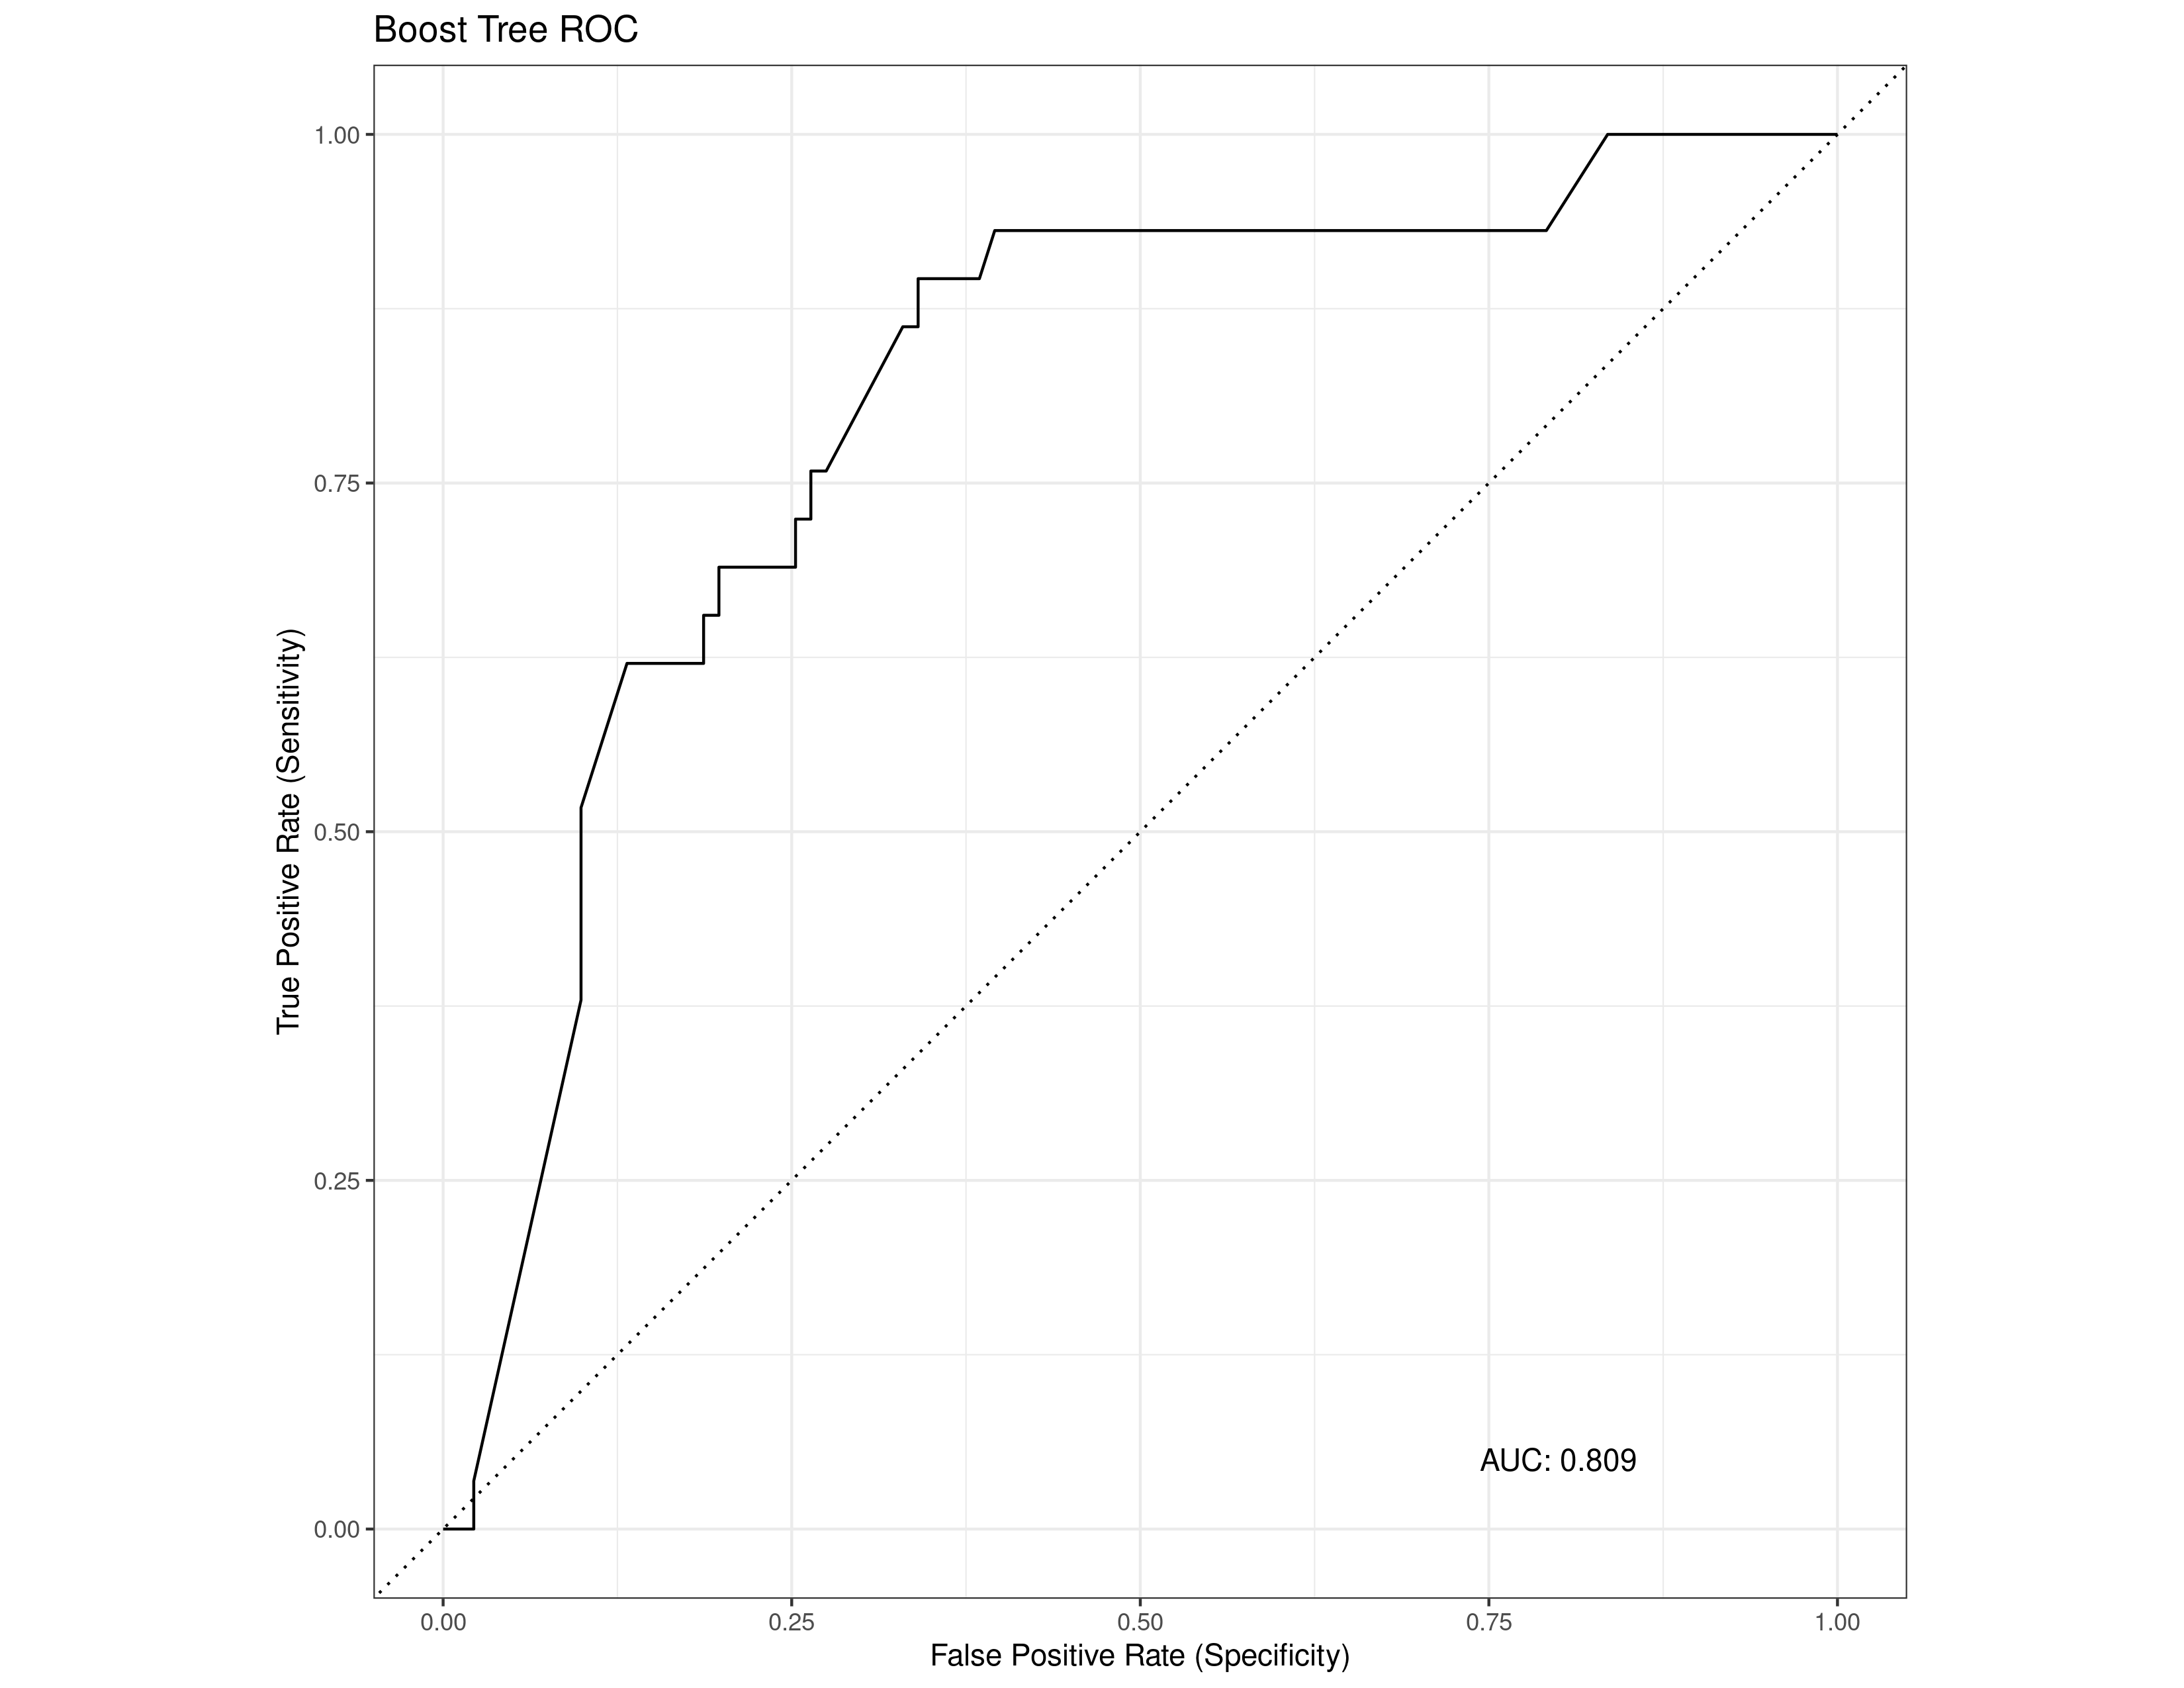 Boost Tree ROC
True Positive Rate (Sensitivity)
1.00
0.75
0.50
0.25
0.00
AUC: 0.809
0.00 0.25 0.50 0.75 1.00
False Positive Rate (Specificity)